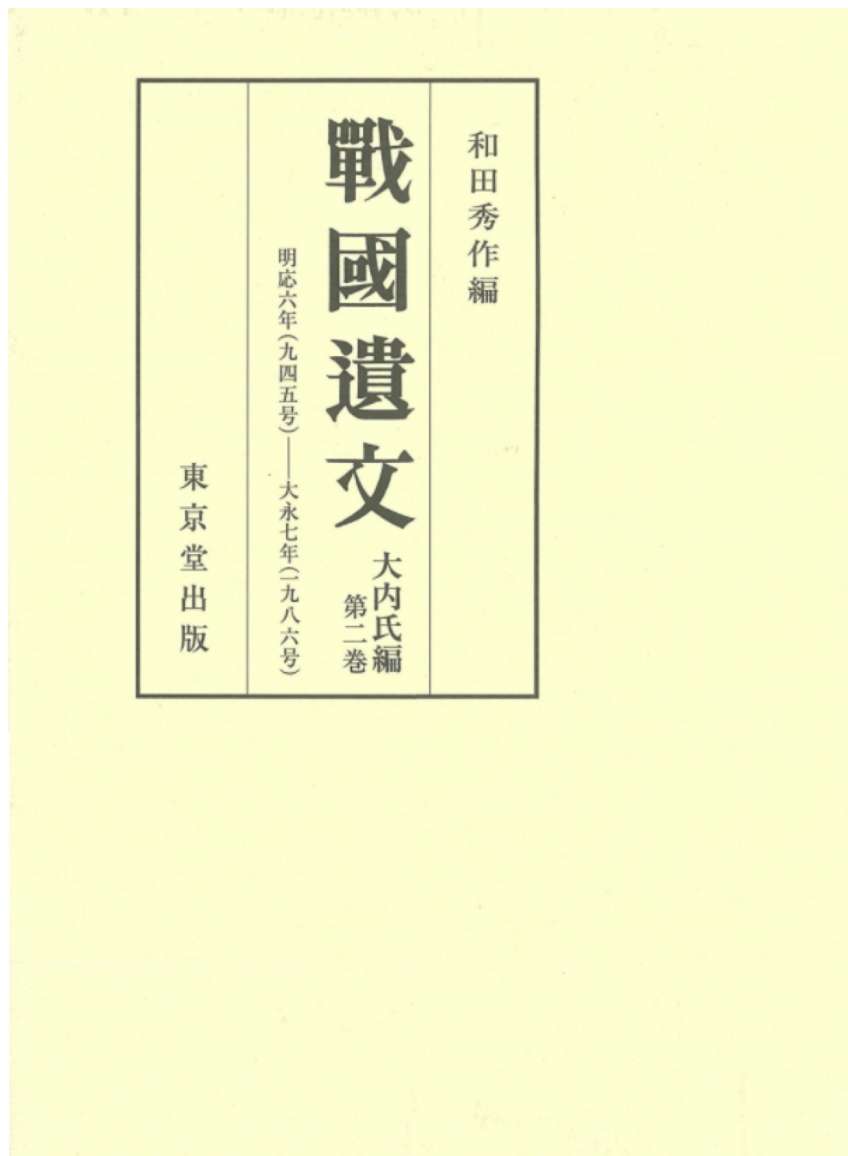 和田秀作編
戰國遺文
大内氏編
第二巻
明応六年(九四五号)――大永七年(一九八六号)
東京堂出版